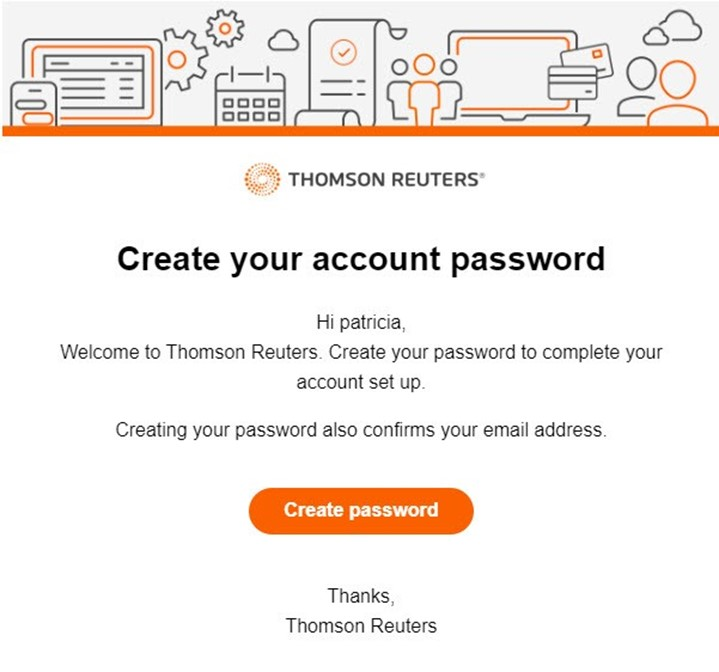 THOMSON REUTERS®
Create your account password
Hi patricia,
Welcome to Thomson Reuters. Create your password to complete your
account set up.
Creating your password also confirms your email address.
Create password
Thanks,
Thomson Reuters